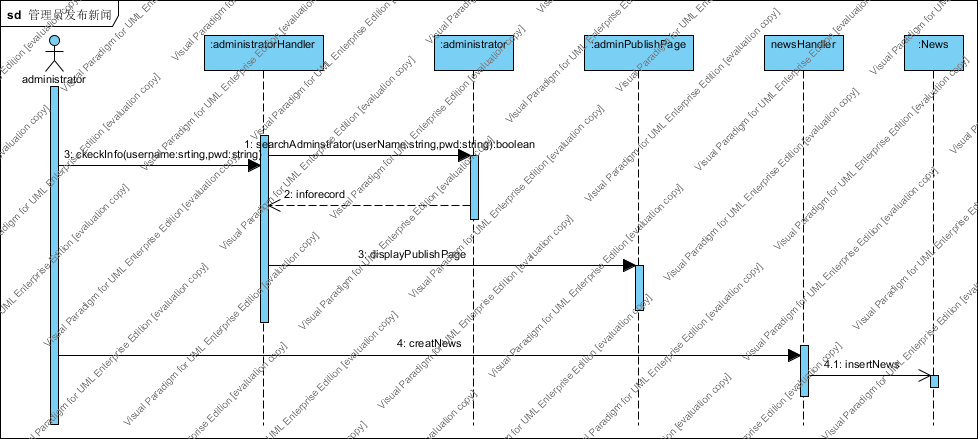 sd 管理员发布新闻
administrator
:administratorHandler
:administrator
:adminPublishPage
newsHandler
:News
1: searchAdminstrator(userName:string,pwd:string):boolean
3: ckeckInfo(username:srting,pwd:string)
2: inforecord
3: displayPublishPage
4: creatNews
4.1: insertNews
Visual Paradigm for UML Enterprise Edition [evaluation copy]